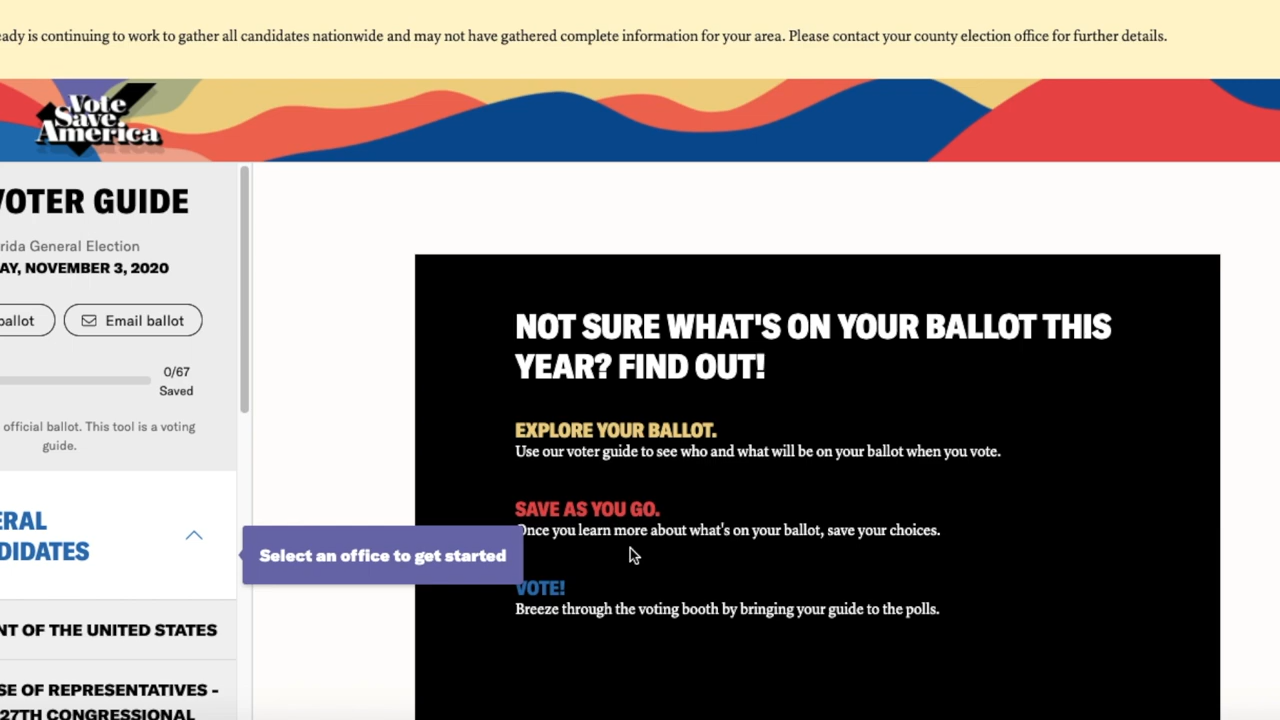 ady is continuing to work to gather all candidates nationwide and may not have gathered complete information for your area. Please contact your county election office for further details.
Vote
Save
America
VOTER GUIDE
rida General Election
AY, NOVEMBER 3, 2020
ballot
Email ballot
0/67
Saved
official ballot. This tool is a voting
guide.
ERAL
DIDATES
Select an office to get started
NT OF THE UNITED STATES
SE OF REPRESENTATIVES -
27TH CONGRESSIONAL
NOT SURE WHAT'S ON YOUR BALLOT THIS
YEAR? FIND OUT!
EXPLORE YOUR BALLOT.
Use our voter guide to see who and what will be on your ballot when you vote.
SAVE AS YOU GO.
Once you learn more about what's on your ballot, save your choices.
VOTE!
Breeze through the voting booth by bringing your guide to the polls.